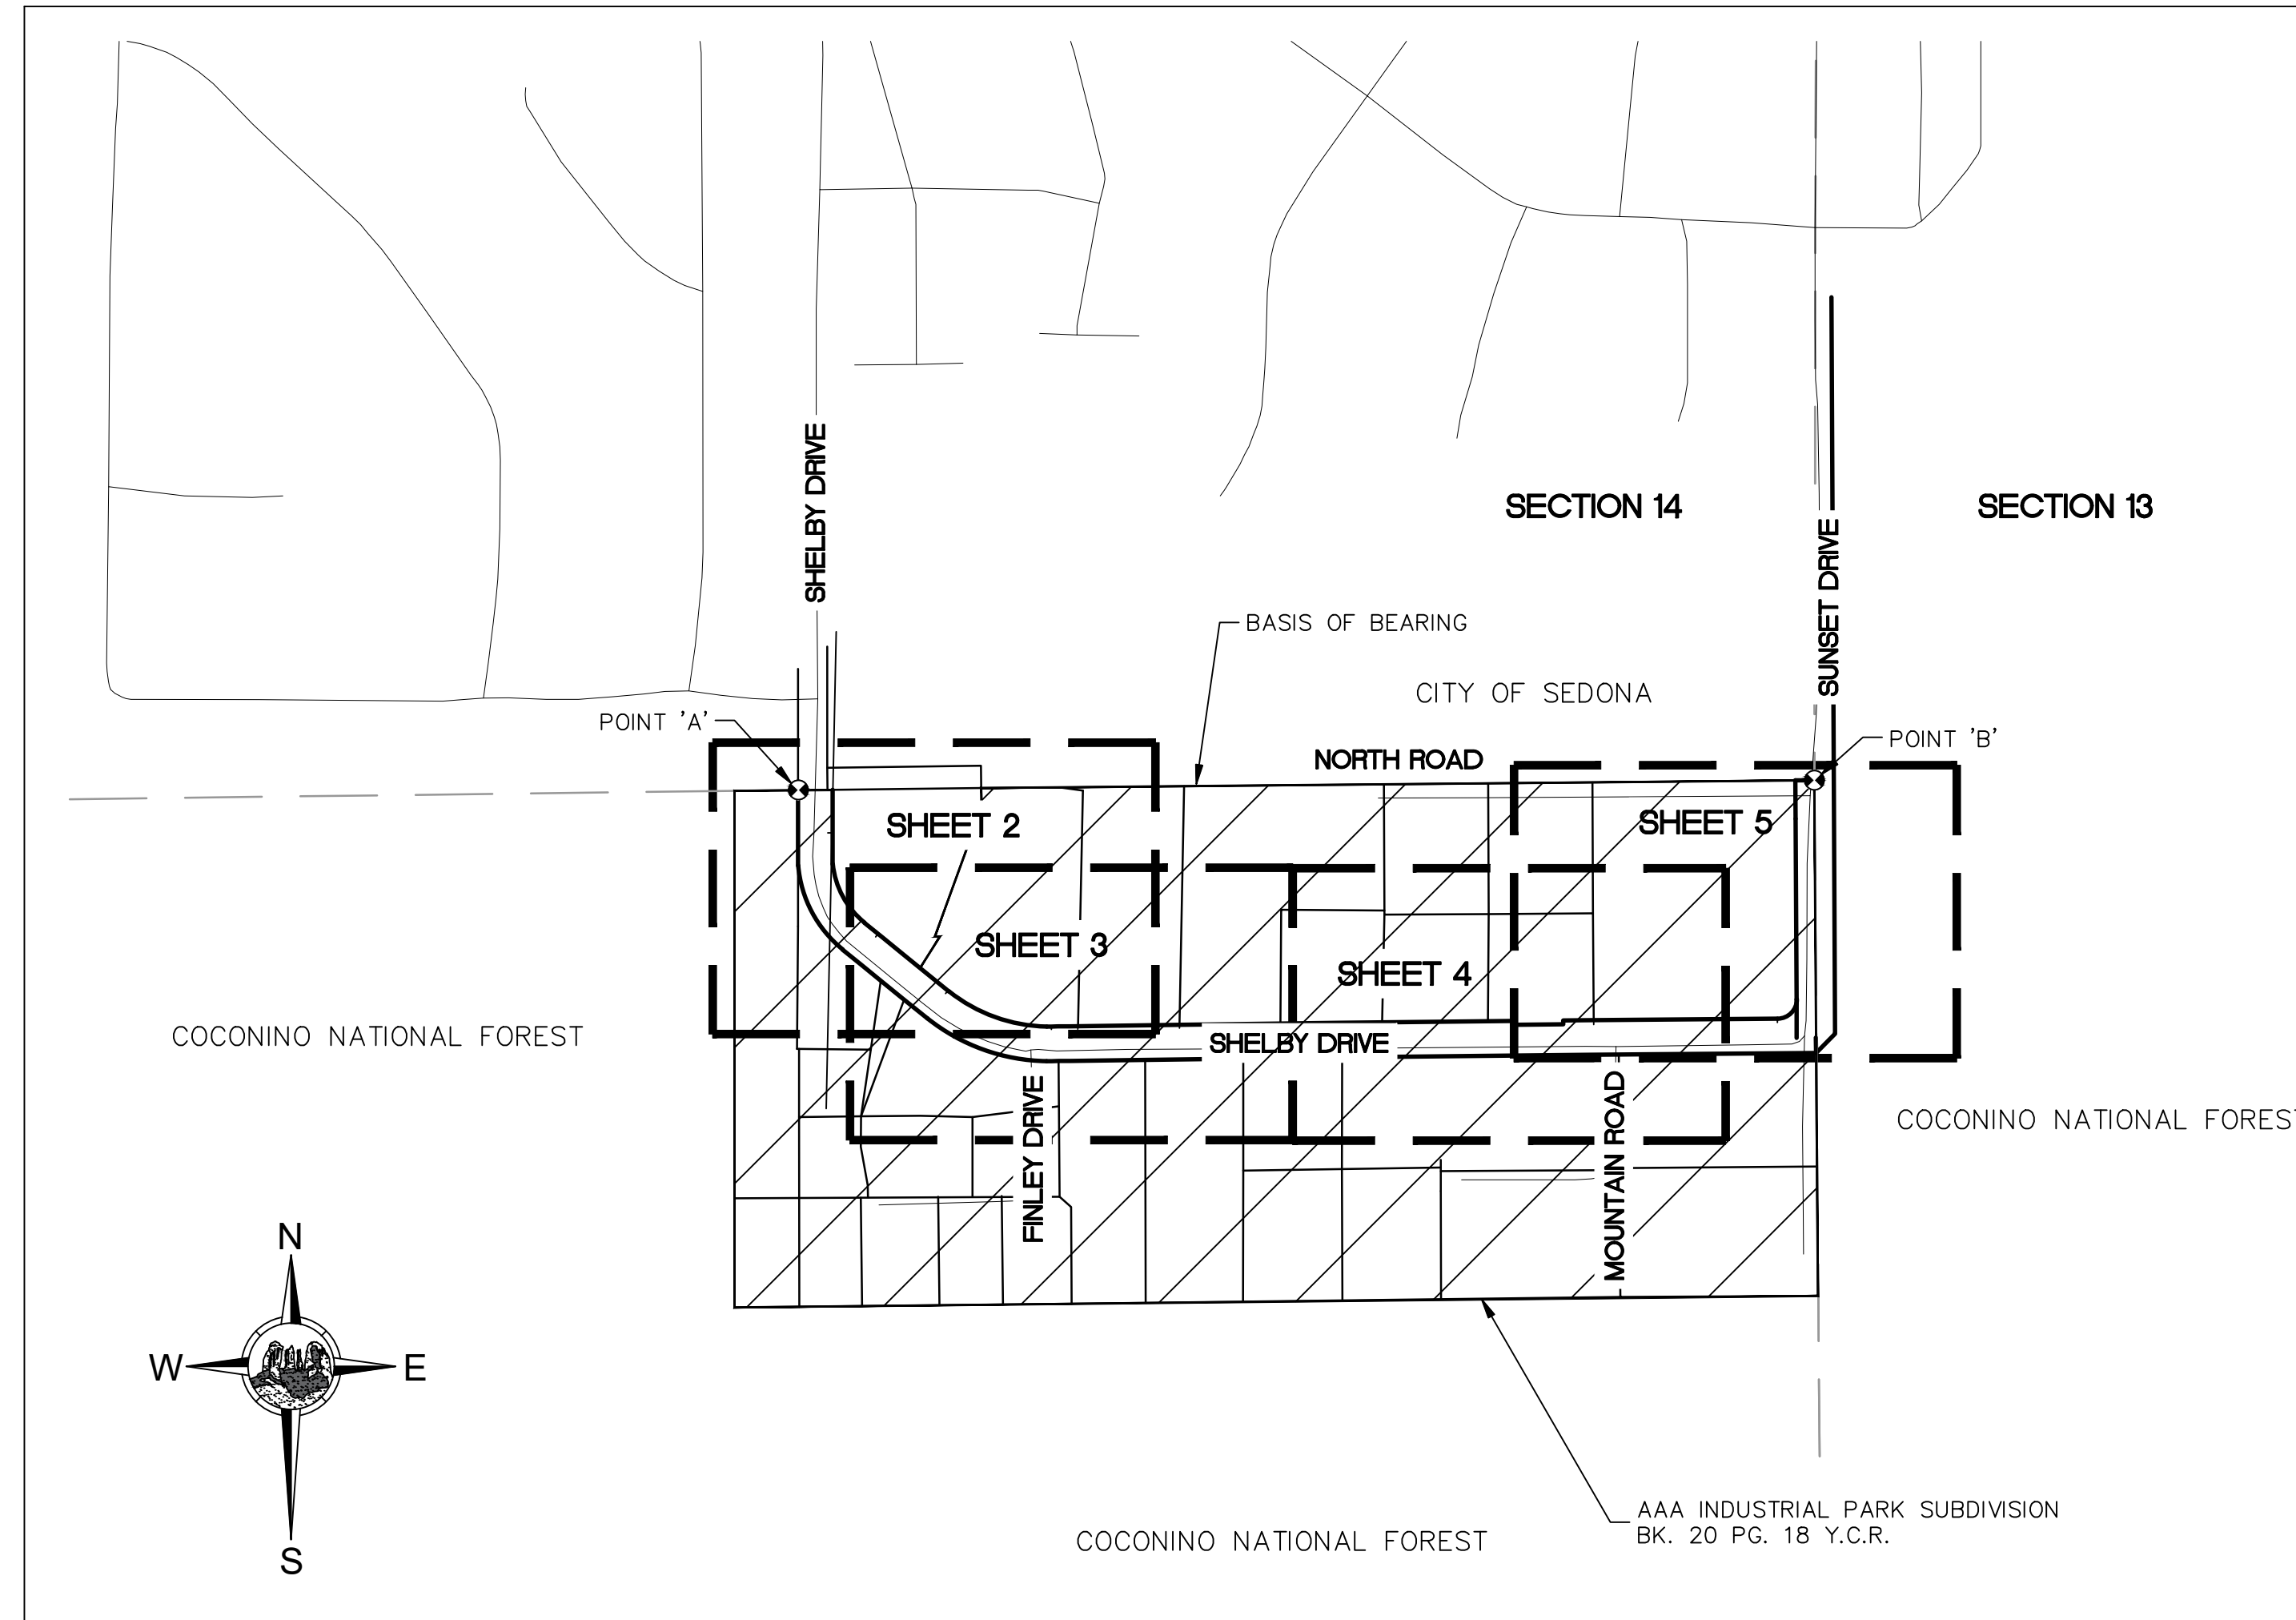 SHELBY DRIVE
SECTION 14
SECTION 13
SUNSET DRIVE
BASIS OF BEARING
CITY OF SEDONA
POINT 'A'
POINT 'B'
NORTH ROAD
SHEET 2
SHEET 5
SHEET 3
SHEET 4
COCONINO NATIONAL FOREST
SHELBY DRIVE
FINLEY DRIVE
MOUNTAIN ROAD
COCONINO NATIONAL FOREST
N
W
E
S
AAA INDUSTRIAL PARK SUBDIVISION
BK. 20 PG. 18 Y.C.R.
COCONINO NATIONAL FOREST